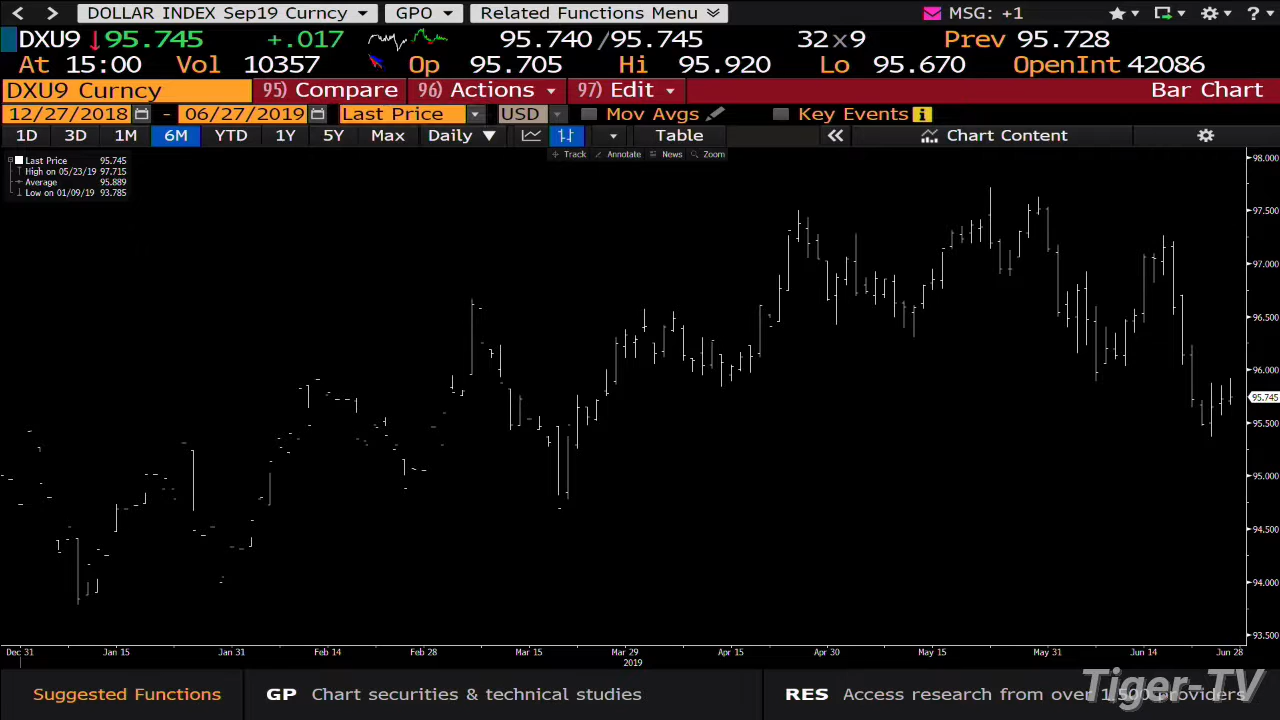 DOLLAR INDEX Sep19 Curncy GPO Related Functions Menu MSG: +1 ?
DXU9 ↓95.745 +.017 95.740 /95.745 32×9 Prev 95.728
At 15:00 Vol 10357 Op 95.705 Hi 95.920 Lo 95.670 OpenInt 42086
DXU9 Curncy 95) Compare 96) Actions 97) Edit Bar Chart
12/27/2018 - 06/27/2019 Last Price USD Mov Avgs Key Events i
1D 3D 1M 6M YTD 1Y 5Y Max Daily ▼ Table « Chart Content
Track Annotate News Zoom
Last Price 95.745
High on 05/23/19 97.715
Average 95.889
Low on 01/09/19 93.785
98.000
97.500
97.000
96.500
96.000
95.745
95.500
95.000
94.500
94.000
93.500
Dec 31 Jan 15 Jan 31 Feb 14 Feb 28 Mar 15 Mar 29 Apr 15 Apr 30 May 15 May 31 Jun 14 Jun 28
2019
Suggested Functions GP Chart securities & technical studies RES Access research from over 1,500 providers
Tiger-TV